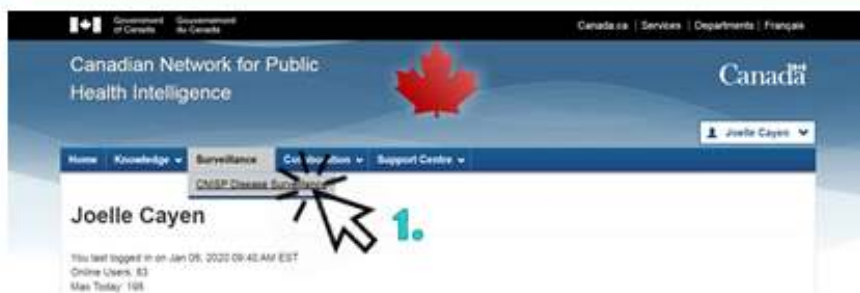 Government of Canada
Gouvernement du Canada
Canada.ca | Services | Departments | Français
Canadian Network for Public
Health Intelligence
Canada
Joelle Cayen
Home Knowledge Surveillance Collaboration Support Centre
CNISP Disease Surveillance
Joelle Cayen
1.
You last logged in on Jan 06, 2020 09:40 AM EST
Online Users: 83
Max Today: 195